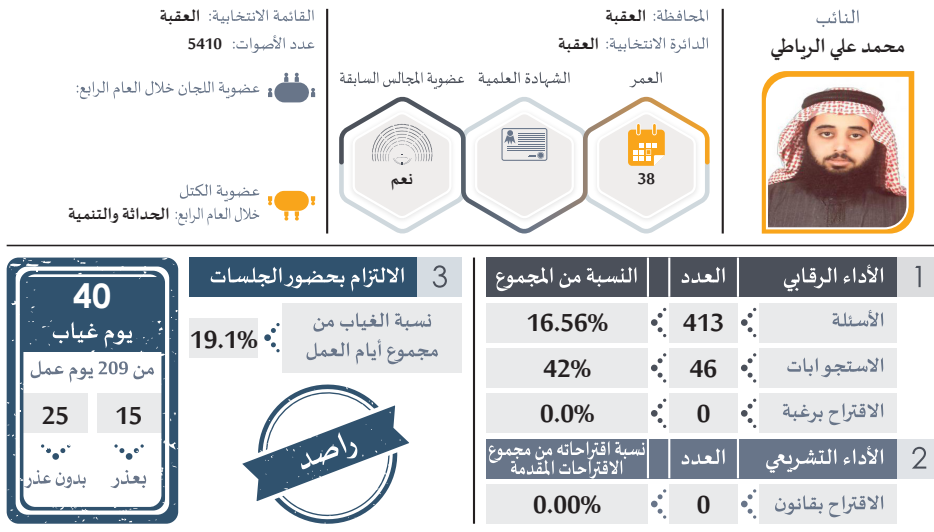 النائب
محمد علي الرياطي
المحافظة: العقبة
الدائرة الانتخابية: العقبة
العمر
38
الشهادة العلمية
عضوية المجالس السابقة
نعم
القائمة الانتخابية: العقبة
عدد الأصوات: 5410
عضوية اللجان خلال العام الرابع:
عضوية الكتل
خلال العام الرابع: الحداثة والتنمية
1 الأداء الرقابي العدد النسبة من المجموع
الأسئلة 413 16.56%
الاستجوابات 46 42%
الاقتراح برغبة 0 0.0%
2 الأداء التشريعي العدد نسبة اقتراحاته من مجموع
الاقتراحات المقدمة
الاقتراح بقانون 0 0.00%
3 الالتزام بحضور الجلسات
نسبة الغياب من
مجموع أيام العمل
19.1%
راصد
40
يوم غياب
من 209 يوم عمل
15 25
بعذر بدون عذر